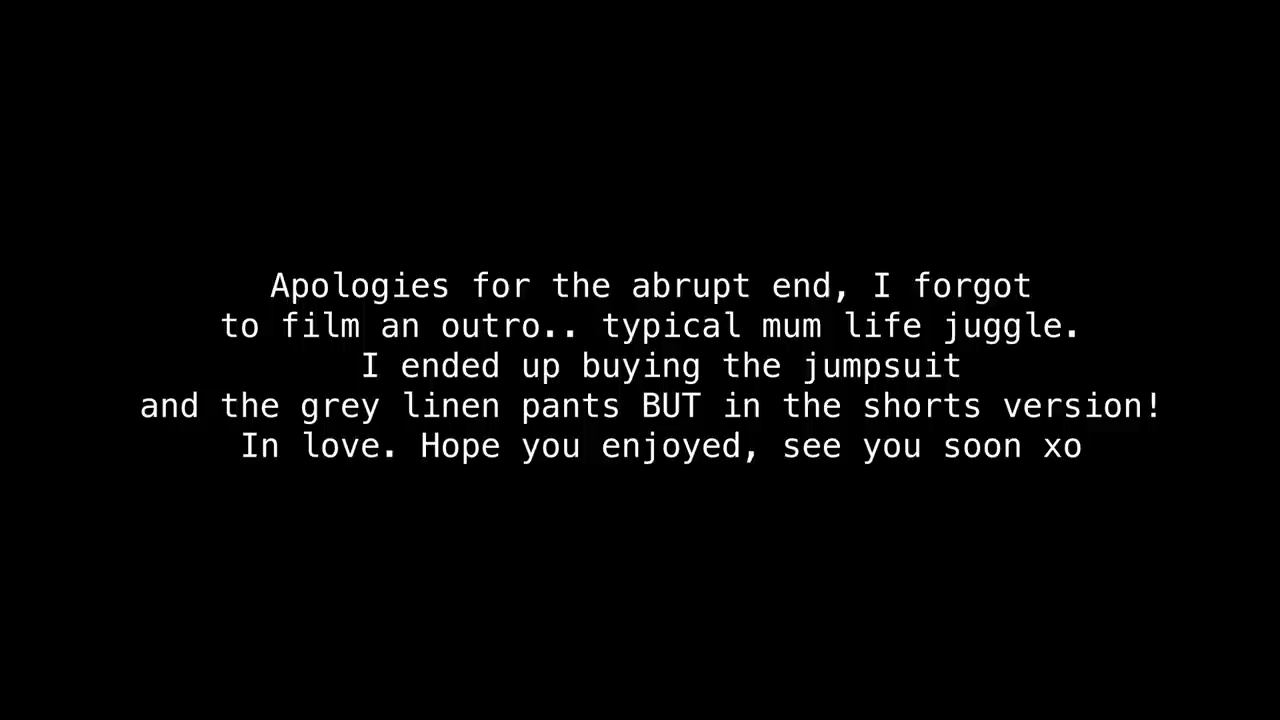 Apologies for the abrupt end, I forgot
to film an outro.. typical mum life juggle.
I ended up buying the jumpsuit
and the grey linen pants BUT in the shorts version!
In love. Hope you enjoyed, see you soon xo